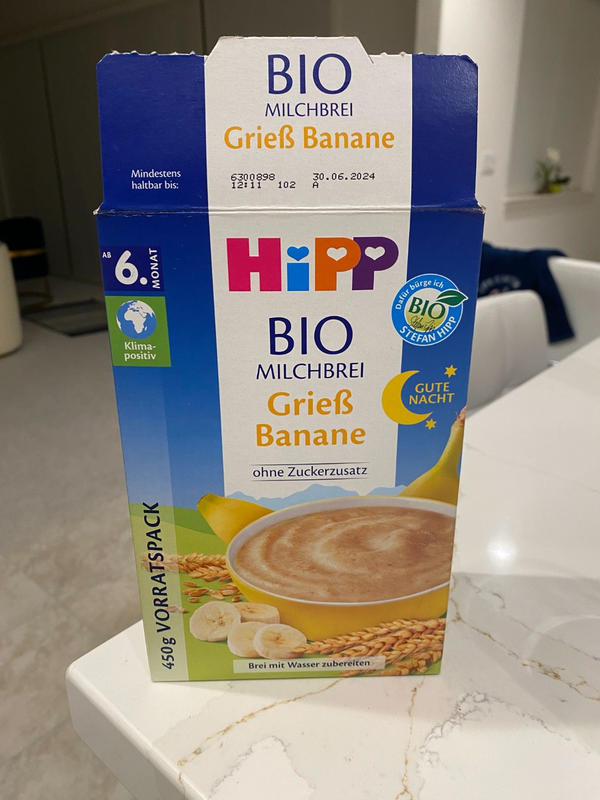 BIO
MILCHBREI
Grieß Banane
Mindestens
haltbar bis:
6300898 30.06.2024
12:11 102 A
HiPP
AB 6. MONAT
Klima-
positiv
Dafür bürge ich
BIO
STEFAN HIPP
BIO
MILCHBREI
Grieß
Banane
GUTE
NACHT
ohne Zuckerzusatz
450g VORRATSPACK
Brei mit Wasser zubereiten